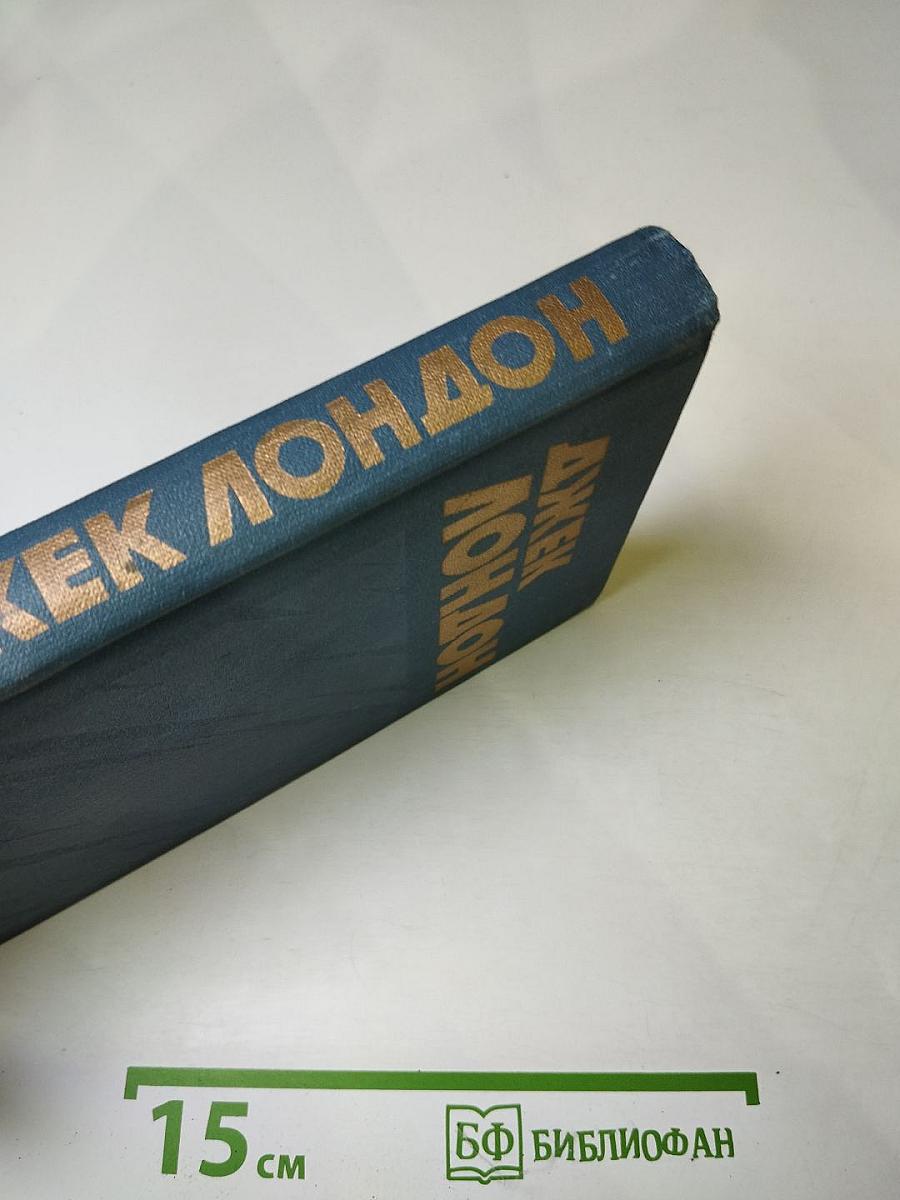 ЖЕК ЛОНДОН
ДЖЕК
ЛОНДОН
15 см
БФ БИБЛИОФАН